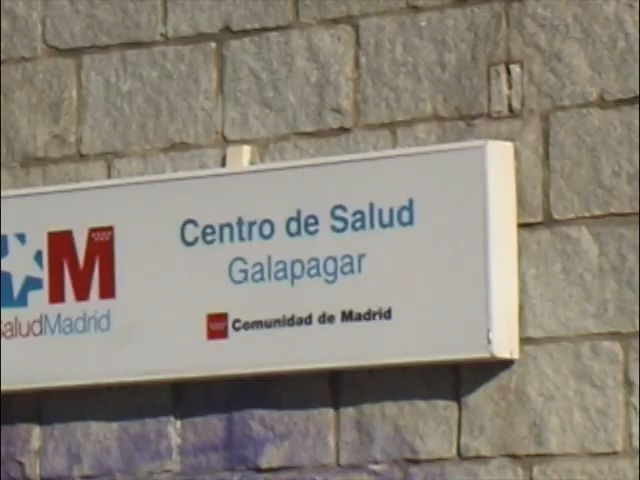 Centro de Salud
Galapagar
M
SaludMadrid
Comunidad de Madrid